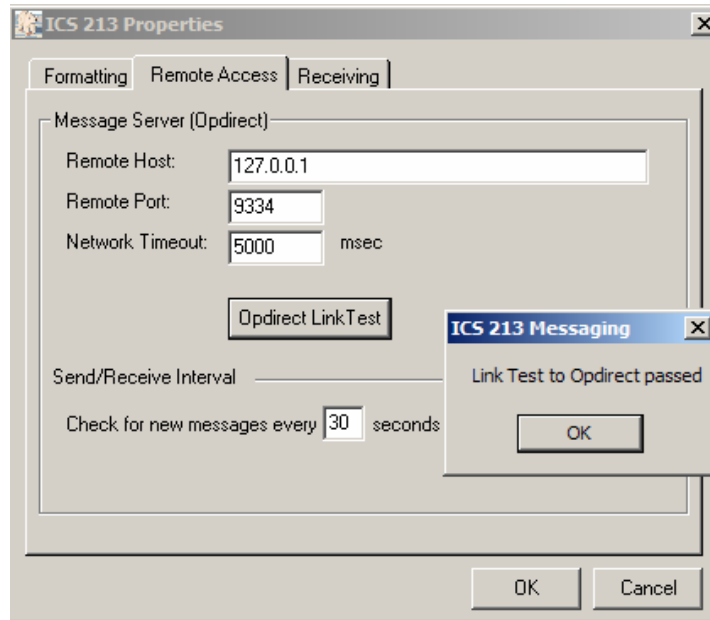 ICS 213 Properties
Formatting Remote Access Receiving
Message Server (Opdirect)
Remote Host: 127.0.0.1
Remote Port: 9334
Network Timeout: 5000 msec
Opdirect LinkTest
ICS 213 Messaging
Link Test to Opdirect passed
OK
Send/Receive Interval
Check for new messages every 30 seconds
OK Cancel